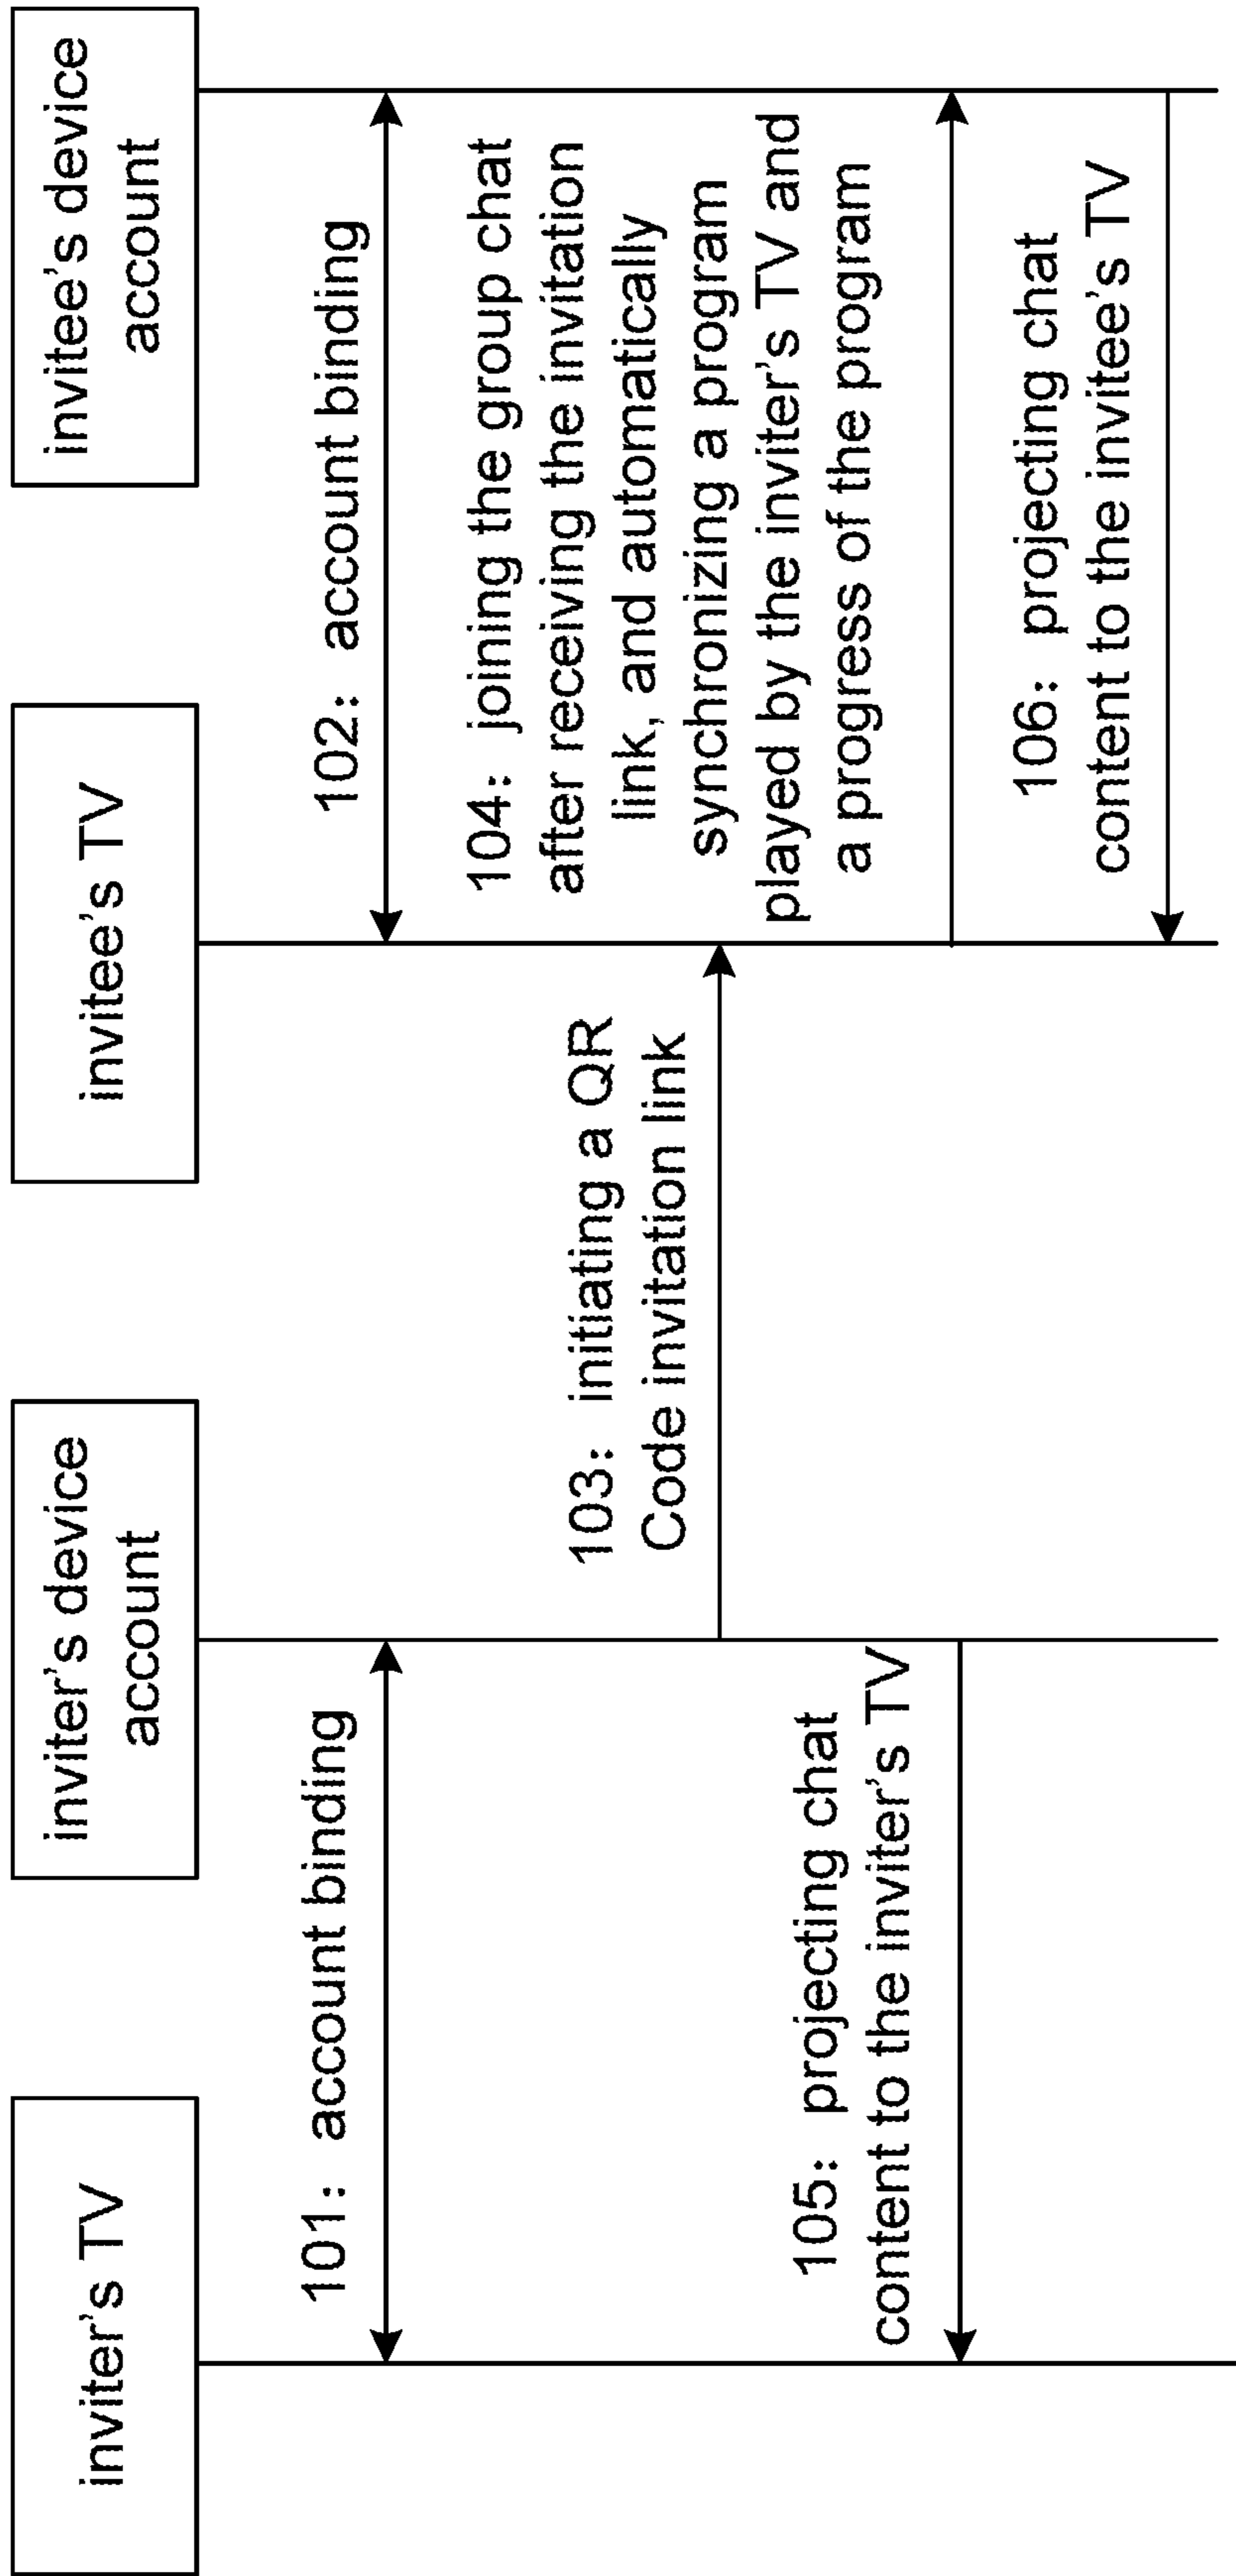 inviter's TV
inviter's device
account
invitee's TV
invitee's device
account
101：account binding
102：account binding
103：initiating a QR
Code invitation link
104：joining the group chat
after receiving the invitation
link, and automatically
synchronizing a program
played by the inviter's TV and
a progress of the program
105：projecting chat
content to the inviter's TV
106：projecting chat
content to the invitee's TV